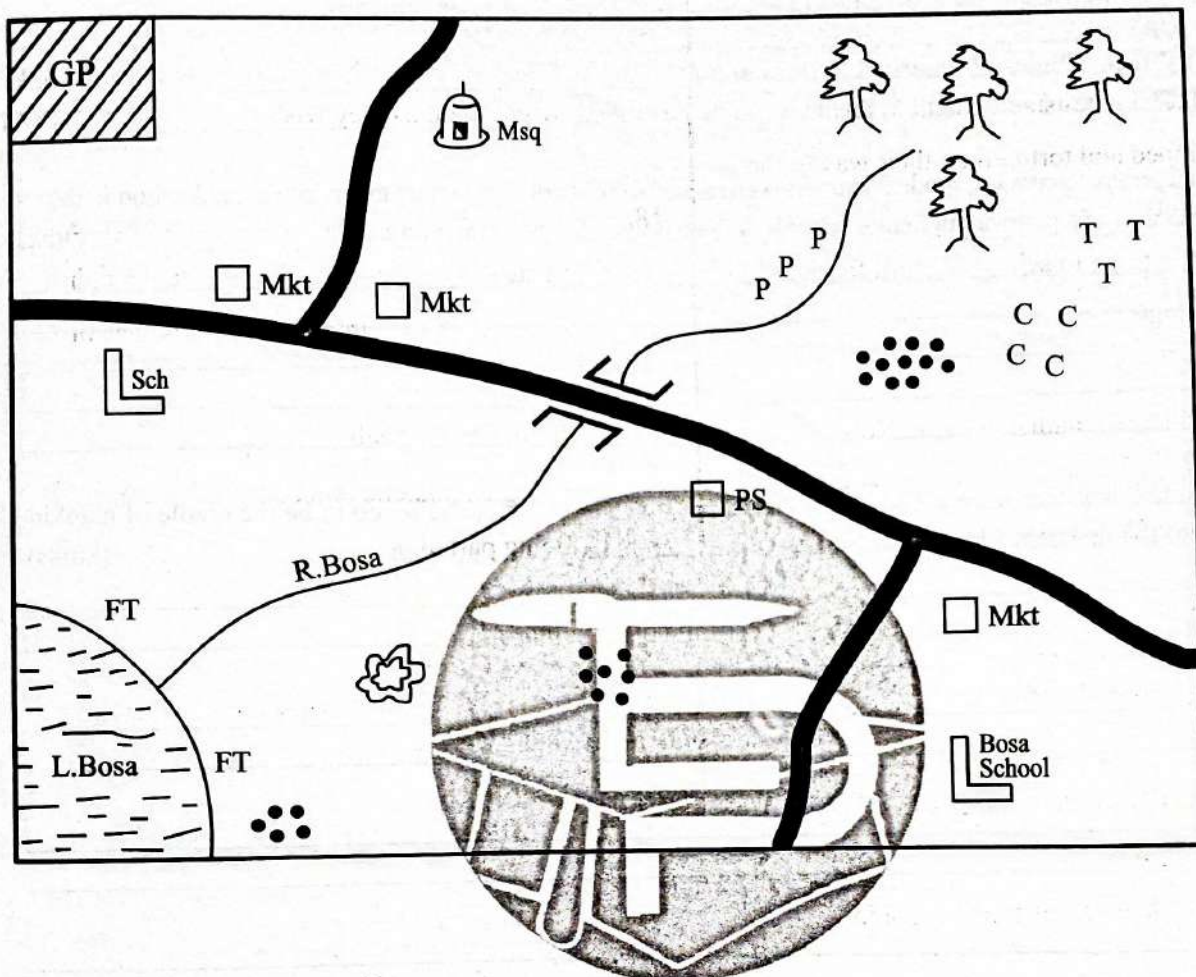 GP
Msq
P
P
P
T T
T
Mkt
Mkt
C C
C C
Sch
PS
R.Bosa
FT
Mkt
L.Bosa
FT
Bosa
School